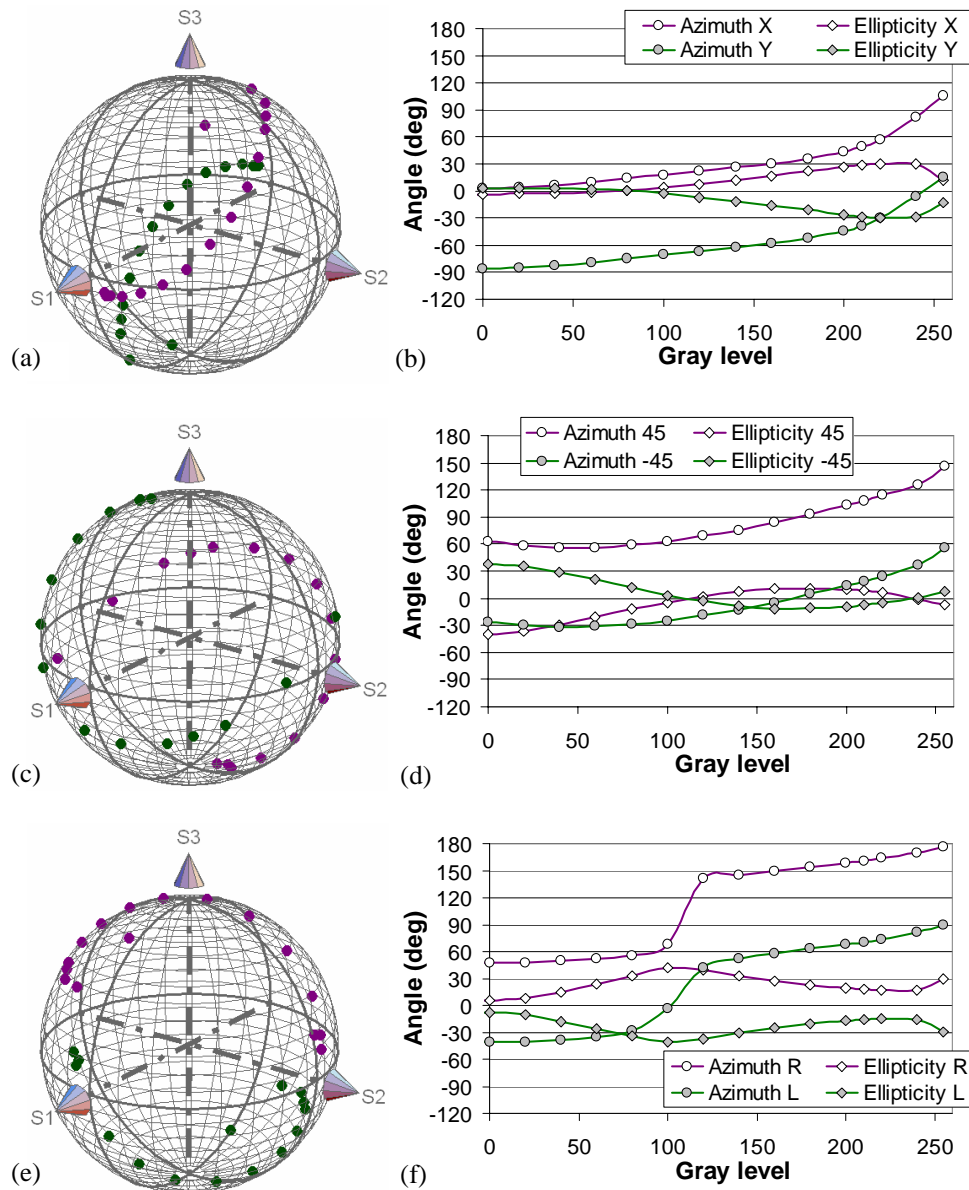 S3
S1
S2
(a)
Azimuth X
Ellipticity X
Azimuth Y
Ellipticity Y
180
150
120
90
60
30
0
-30
-60
-90
-120
Angle (deg)
0 50 100 150 200 250
Gray level
(b)
S3
S1
S2
(c)
Azimuth 45
Ellipticity 45
Azimuth -45
Ellipticity -45
180
150
120
90
60
30
0
-30
-60
-90
-120
Angle (deg)
0 50 100 150 200 250
Gray level
(d)
S3
S1
S2
(e)
180
150
120
90
60
30
0
-30
-60
-90
-120
Angle (deg)
Azimuth R
Ellipticity R
Azimuth L
Ellipticity L
0 50 100 150 200 250
Gray level
(f)